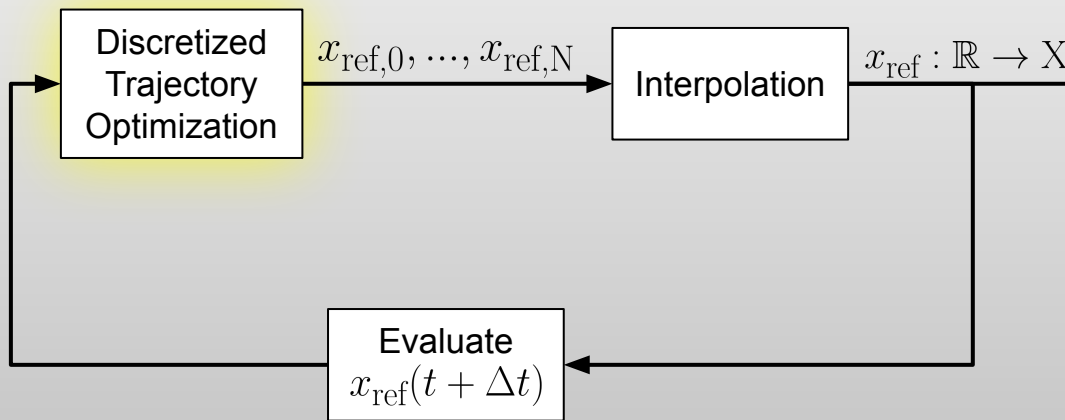 Discretized
Trajectory
Optimization
x_ref,0, ..., x_ref,N
Interpolation
x_ref : ℝ → X
Evaluate
x_ref(t + Δt)